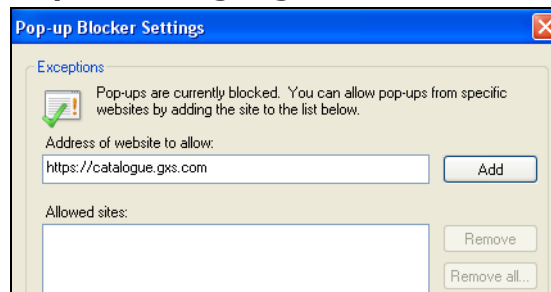 Pop-up Blocker Settings
Exceptions
Pop-ups are currently blocked. You can allow pop-ups from specific
websites by adding the site to the list below.
Address of website to allow:
https://catalogue.gxs.com
Add
Allowed sites:
Remove
Remove all...